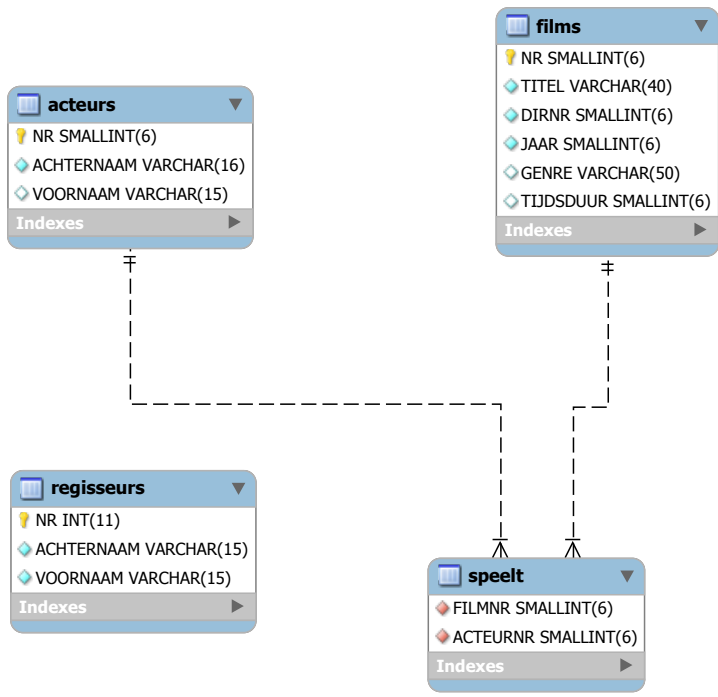 films
NR SMALLINT(6)
TITEL VARCHAR(40)
DIRNR SMALLINT(6)
JAAR SMALLINT(6)
GENRE VARCHAR(50)
TIJDSDUUR SMALLINT(6)
Indexes
acteurs
NR SMALLINT(6)
ACHTERNAAM VARCHAR(16)
VOORNAAM VARCHAR(15)
Indexes
regisseurs
NR INT(11)
ACHTERNAAM VARCHAR(15)
VOORNAAM VARCHAR(15)
Indexes
speelt
FILMNR SMALLINT(6)
ACTEURNR SMALLINT(6)
Indexes